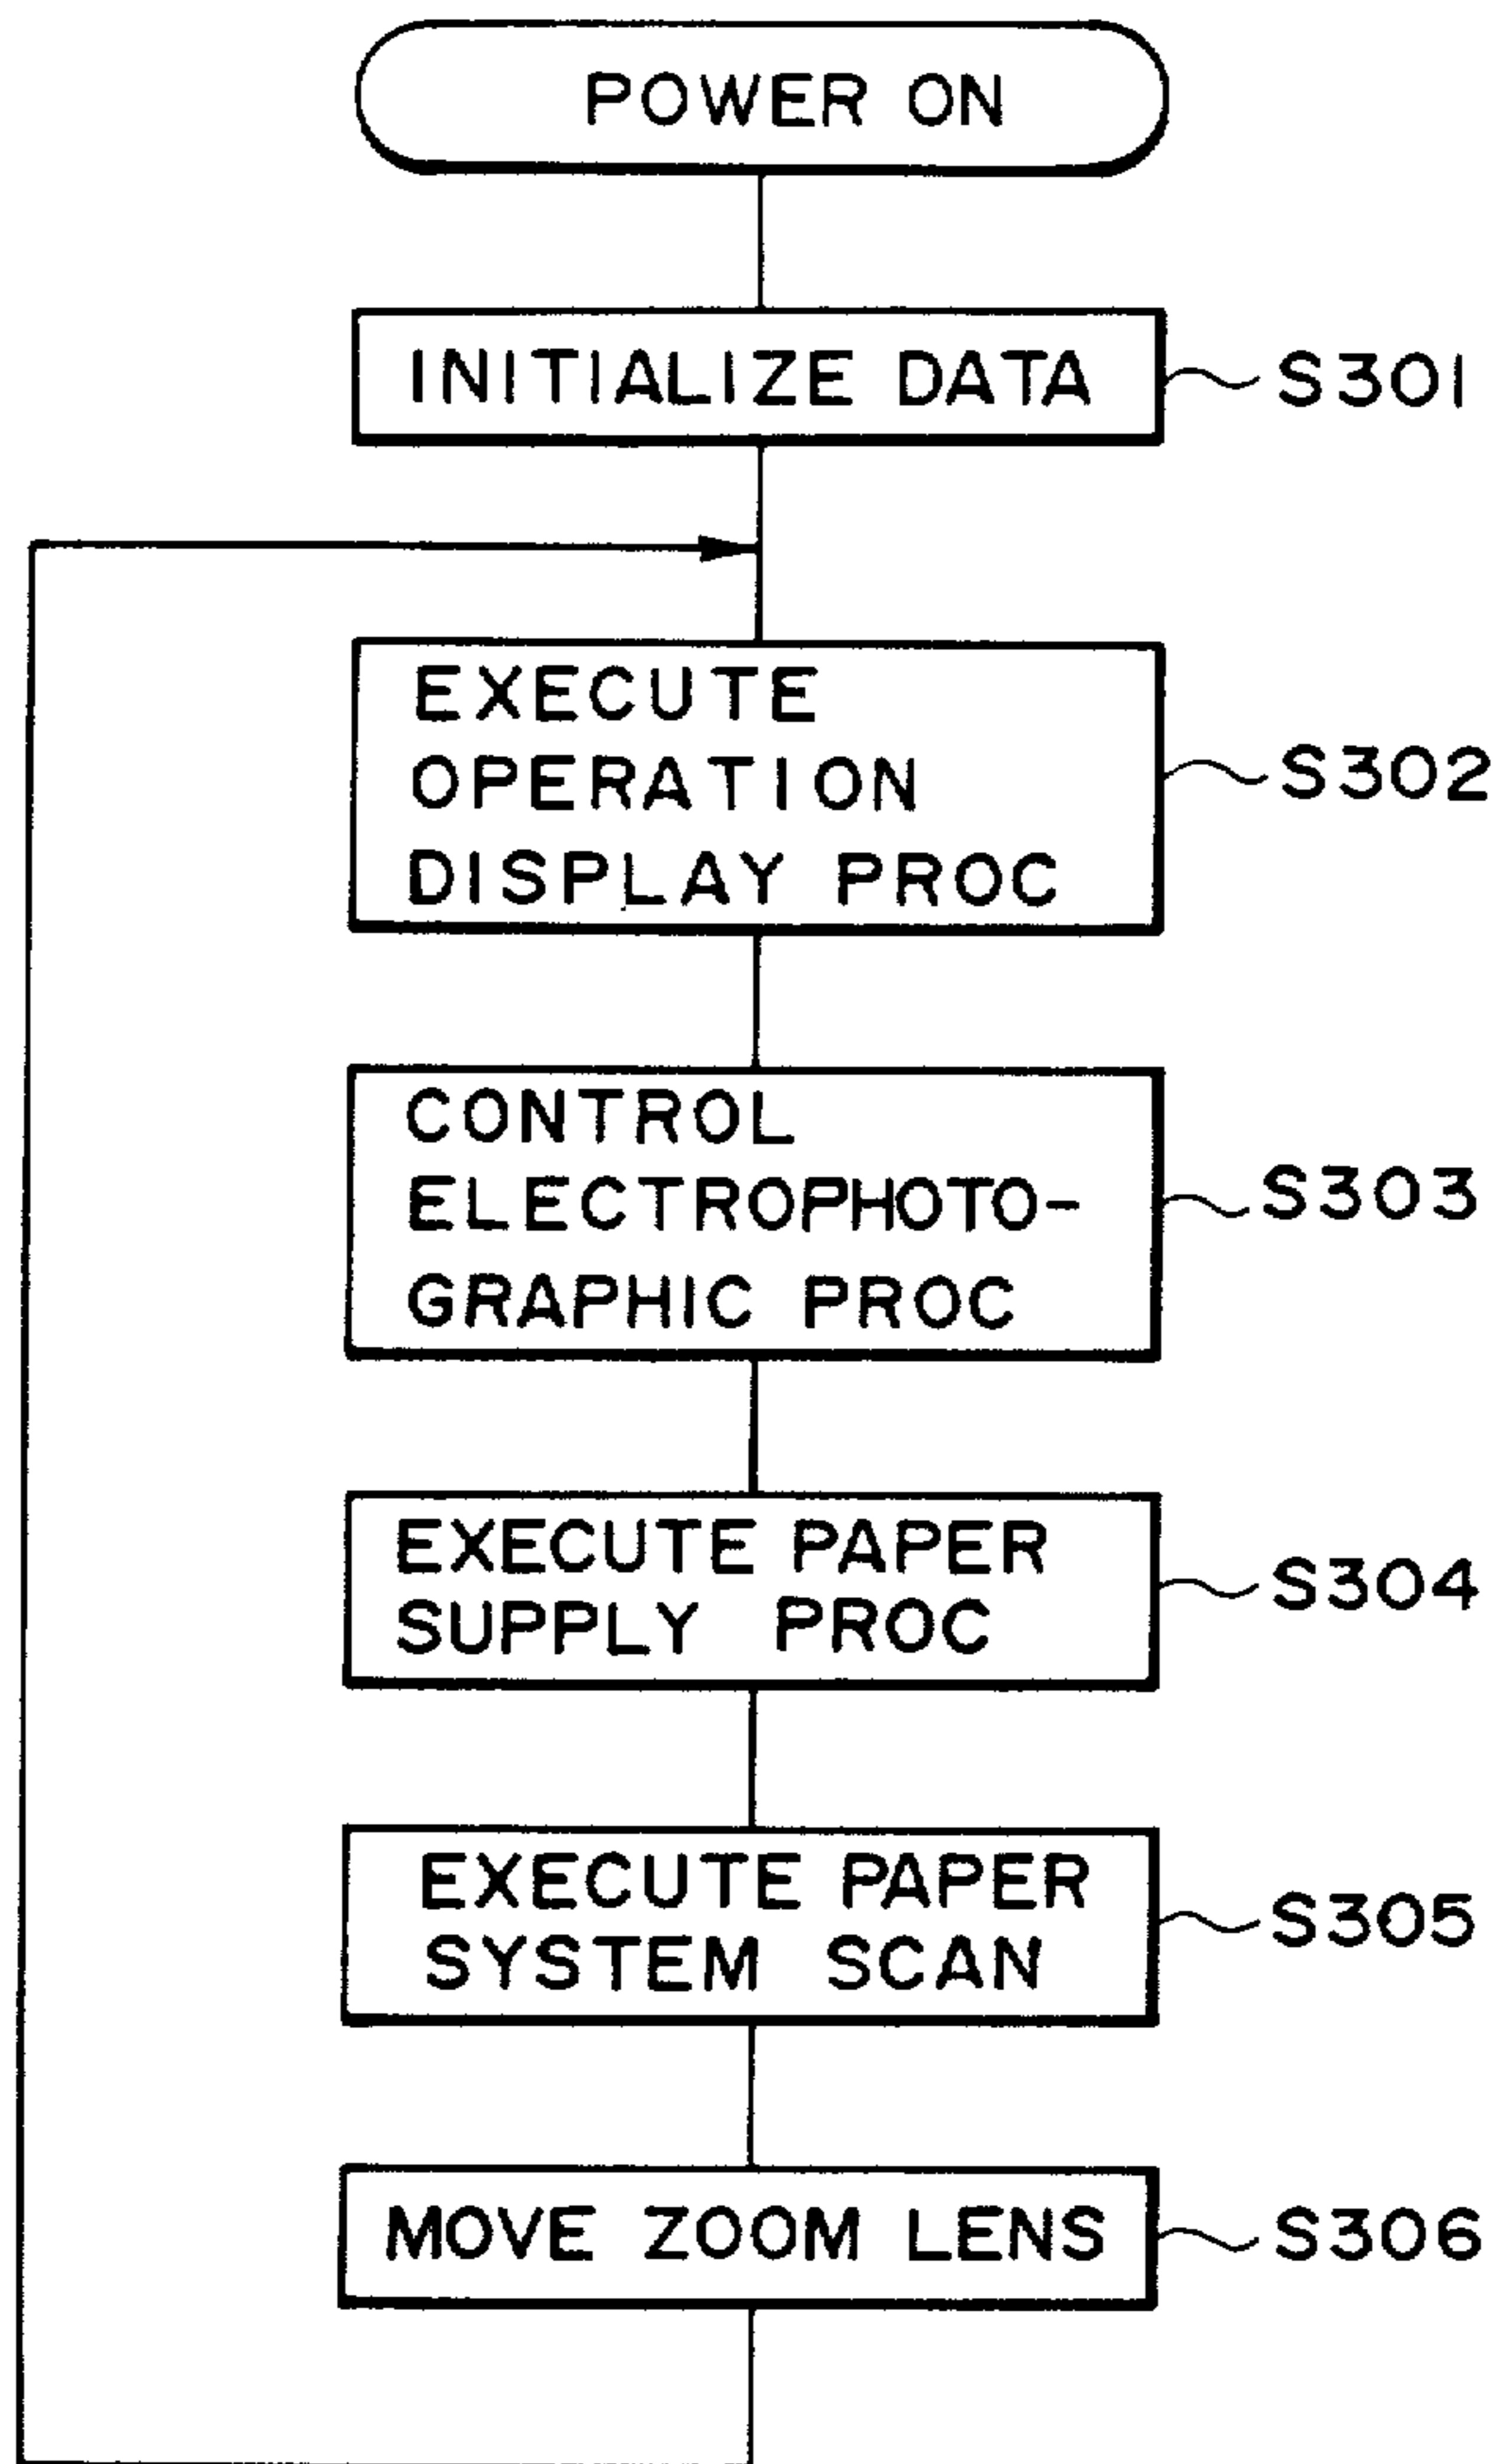 POWER ON
INITIALIZE DATA
S301
EXECUTE
OPERATION
DISPLAY PROC
S302
CONTROL
ELECTROPHOTO-
GRAPHIC PROC
S303
EXECUTE PAPER
SUPPLY PROC
S304
EXECUTE PAPER
SYSTEM SCAN
S305
MOVE ZOOM LENS
S306